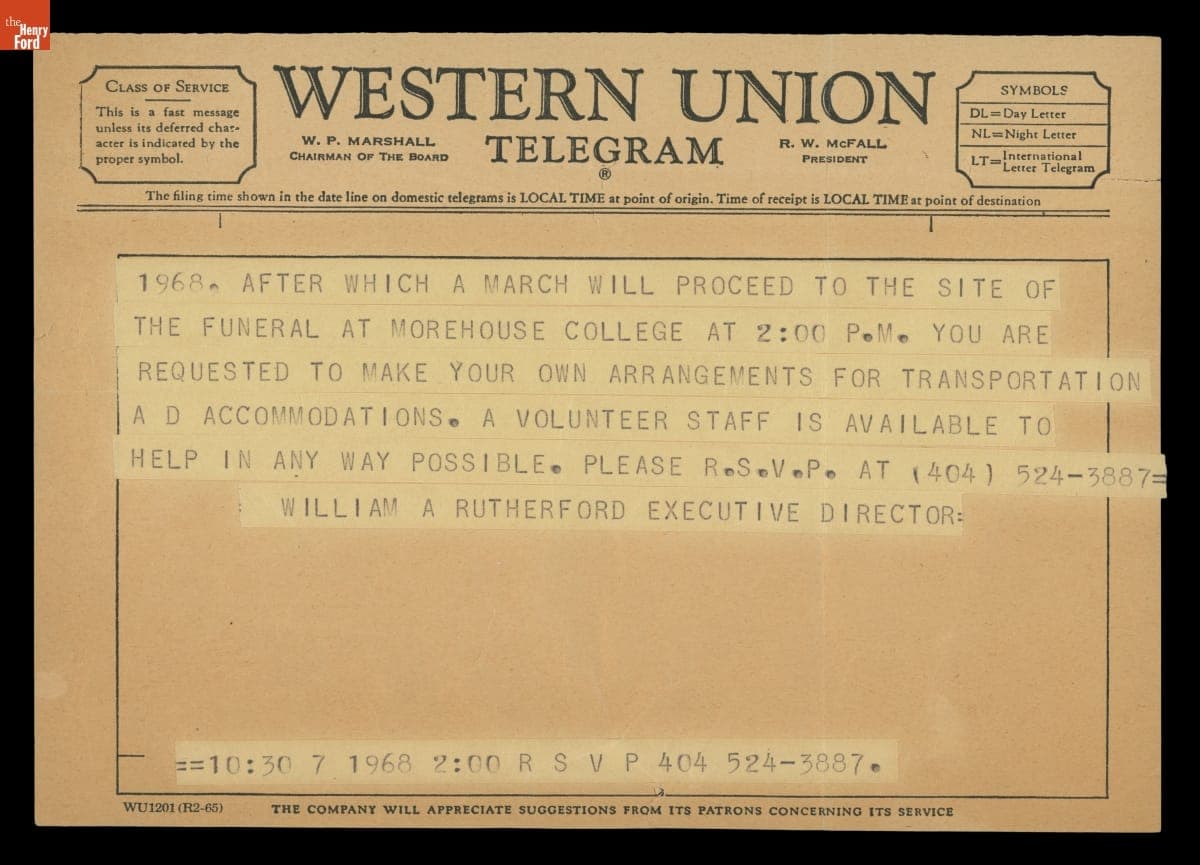 the
Henry
Ford
CLASS OF SERVICE
This is a fast message
unless its deferred char-
acter is indicated by the
proper symbol.
WESTERN UNION
TELEGRAM
®
W. P. MARSHALL
CHAIRMAN OF THE BOARD
R. W. McFALL
PRESIDENT
SYMBOLS
DL=Day Letter
NL=Night Letter
LT=International Letter Telegram
The filing time shown in the date line on domestic telegrams is LOCAL TIME at point of origin. Time of receipt is LOCAL TIME at point of destination
1968. AFTER WHICH A MARCH WILL PROCEED TO THE SITE OF
THE FUNERAL AT MOREHOUSE COLLEGE AT 2:00 P.M. YOU ARE
REQUESTED TO MAKE YOUR OWN ARRANGEMENTS FOR TRANSPORTATION
A D ACCOMMODATIONS. A VOLUNTEER STAFF IS AVAILABLE TO
HELP IN ANY WAY POSSIBLE. PLEASE R.S.V.P. AT (404) 524-3887=
: WILLIAM A RUTHERFORD EXECUTIVE DIRECTOR=
==10:30 7 1968 2:00 R S V P 404 524-3887.
WU1201 (R2-65)
THE COMPANY WILL APPRECIATE SUGGESTIONS FROM ITS PATRONS CONCERNING ITS SERVICE